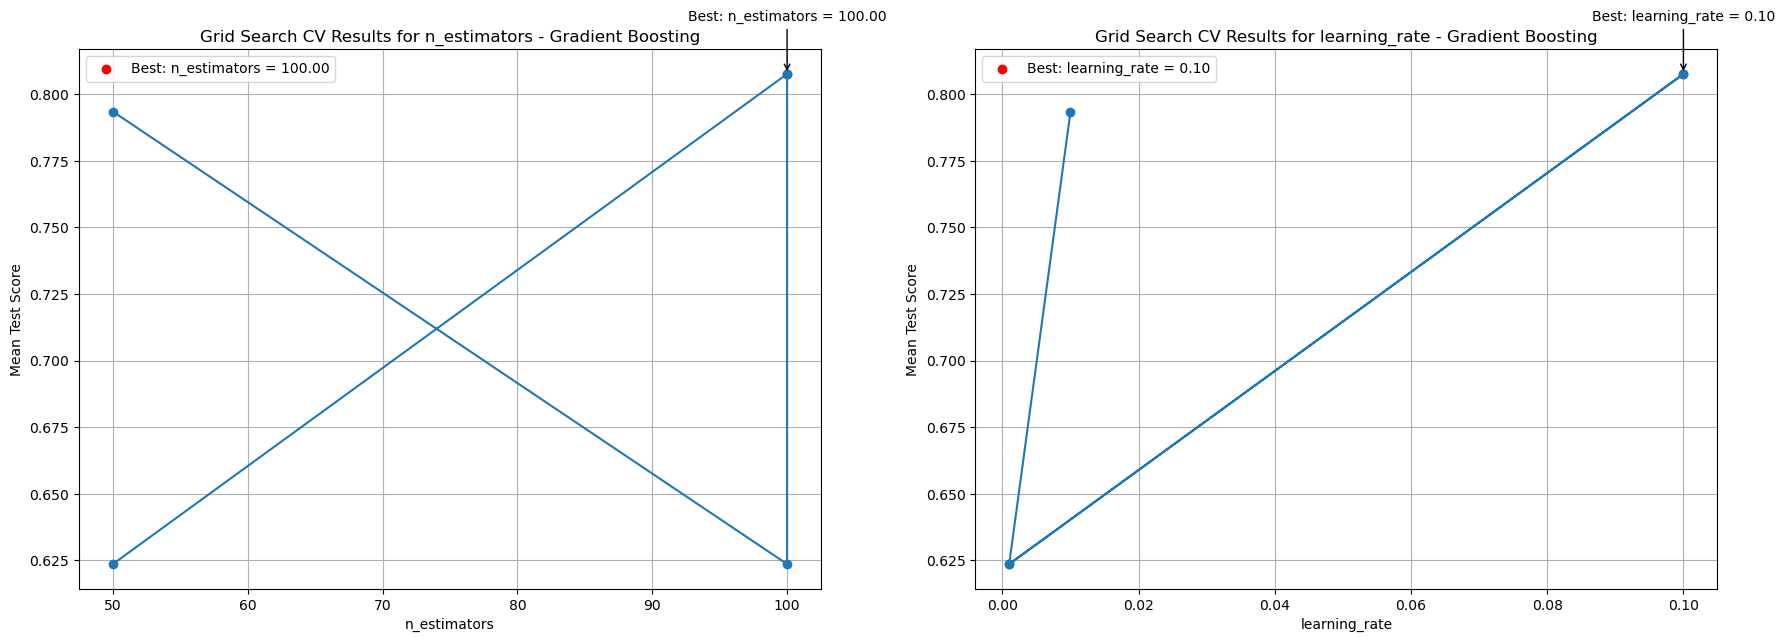 Best: n_estimators = 100.00
Grid Search CV Results for n_estimators - Gradient Boosting
Best: n_estimators = 100.00
0.800
0.775
0.750
0.725
0.700
0.675
0.650
0.625
Mean Test Score
50
60
70
80
90
100
n_estimators
Best: learning_rate = 0.10
Grid Search CV Results for learning_rate - Gradient Boosting
Best: learning_rate = 0.10
0.800
0.775
0.750
0.725
0.700
0.675
0.650
0.625
Mean Test Score
0.00
0.02
0.04
0.06
0.08
0.10
learning_rate